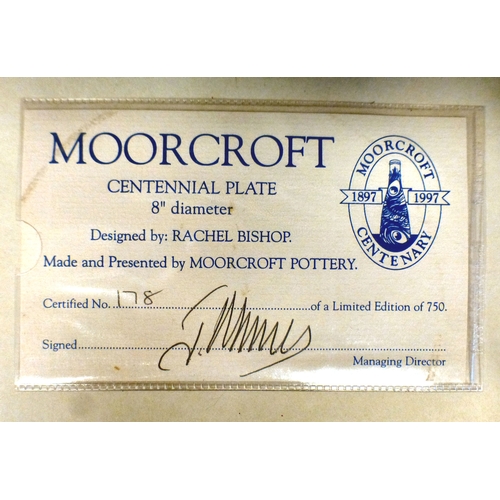 MOORCROFT
CENTENNIAL PLATE
8" diameter
Designed by: RACHEL BISHOP.
Made and Presented by MOORCROFT POTTERY.
Certified No. 178 of a Limited Edition of 750.
Signed
Managing Director
MOORCROFT
1897 1997
CENTENARY